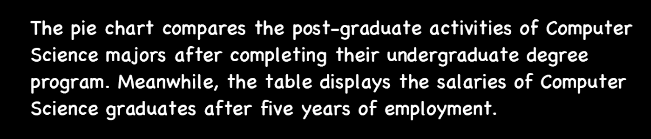 The pie chart compares the post-graduate activities of Computer
Science majors after completing their undergraduate degree
program. Meanwhile, the table displays the salaries of Computer
Science graduates after five years of employment.